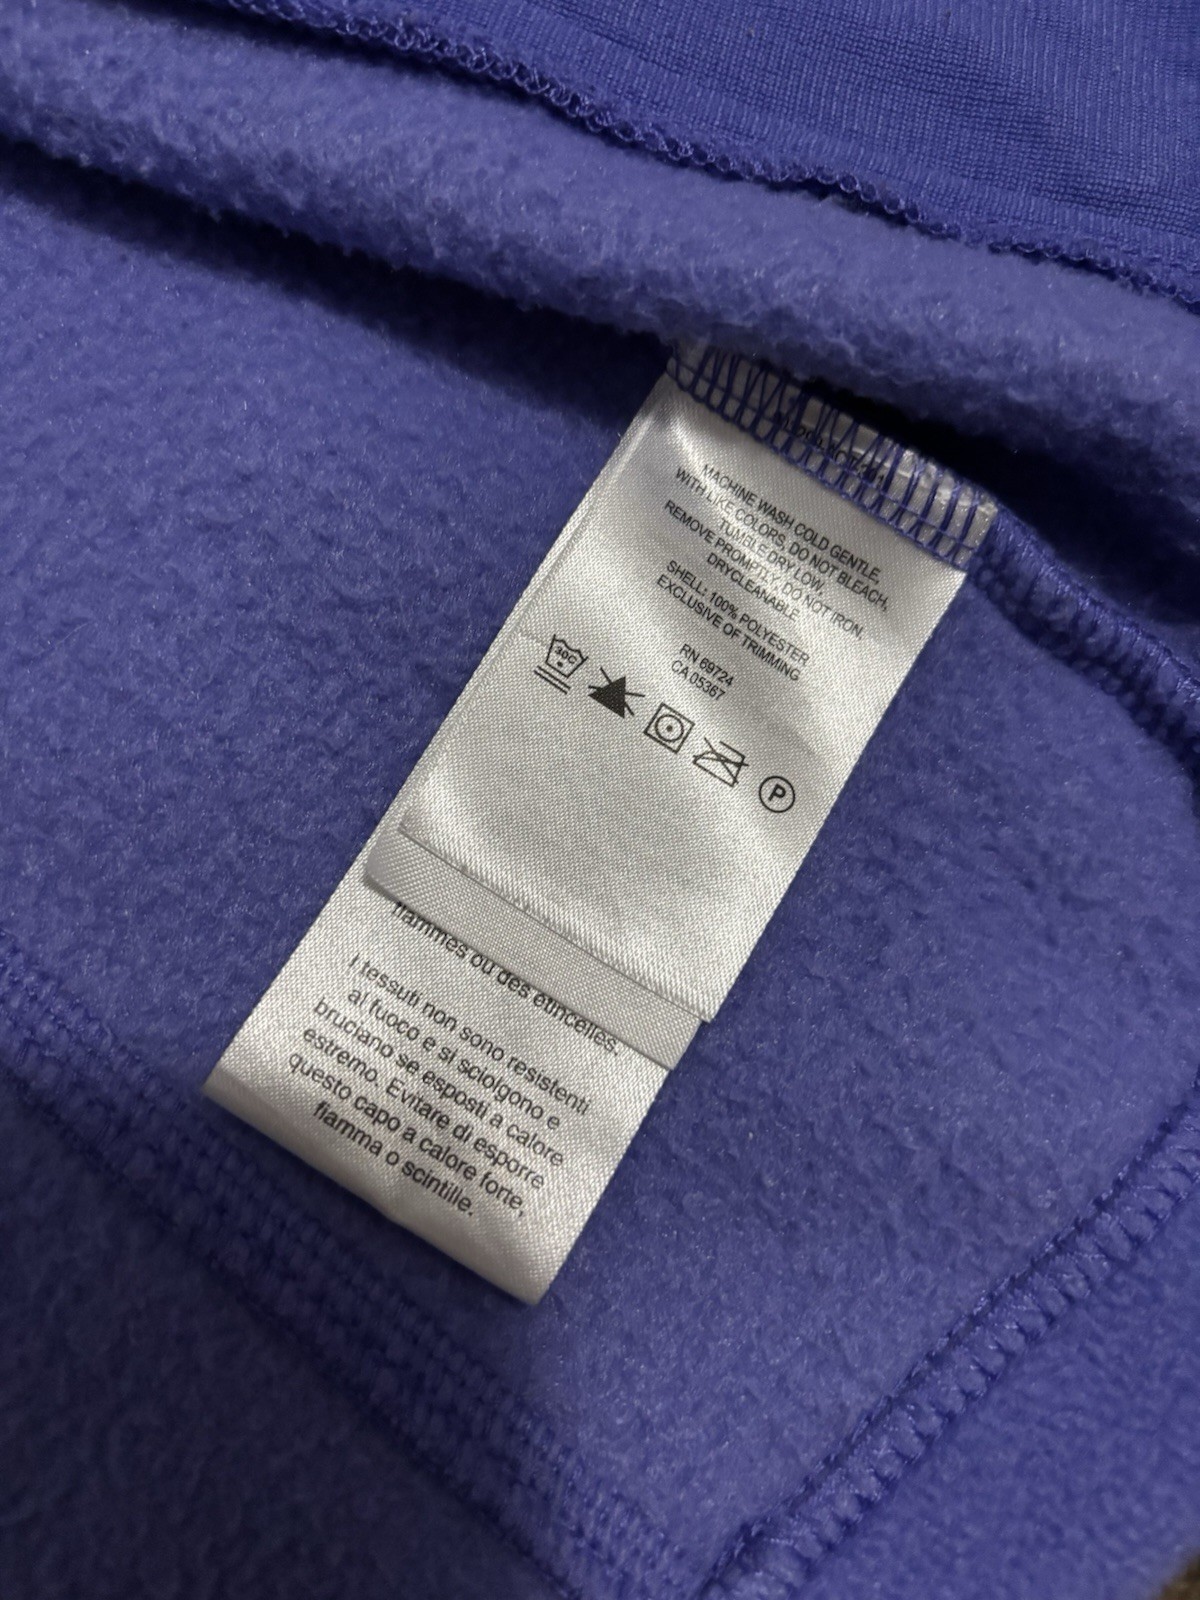 MACHINE WASH COLD GENTLE,
WITH LIKE COLORS, DO NOT BLEACH,
TUMBLE DRY LOW,
REMOVE PROMPTLY, DO NOT IRON.
DRYCLEANABLE
SHELL: 100% POLYESTER
EXCLUSIVE OF TRIMMING
RN 69724
CA 05367
30C
P
flammes ou des étincelles.
I tessuti non sono resistenti
al fuoco e si sciolgono e
bruciano se esposti a calore
estremo. Evitare di esporre
questo capo a calore forte,
fiamma o scintille.